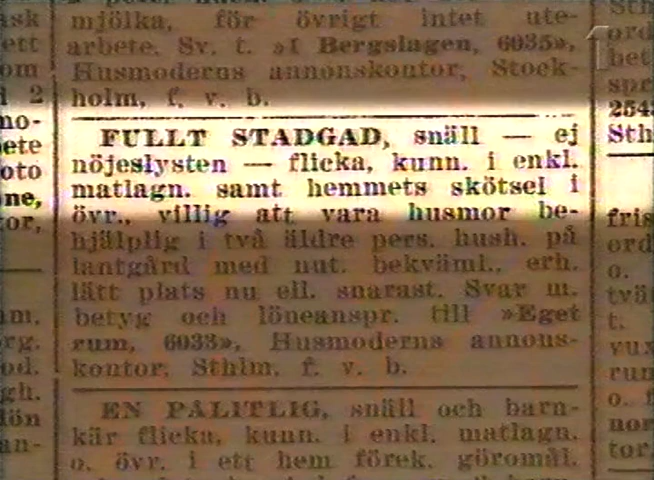 mjölka, för övrigt intet ute-
arbete. Sv. t. »I Bergslagen, 6035»,
Husmoderns annonskontor, Stock-
holm, f. v. b.
FULLT STADGAD, snäll — ej
nöjeslysten — flicka, kunn. i enkl.
matlagn. samt hemmets skötsel i
övr., villig att vara husmor be-
hjälplig i två äldre pers. hush. på
lantgård med nut. bekväml., erh.
lätt plats nu ell. snarast. Svar m.
betyg och löneanspr. till »Eget
rum, 6033», Husmoderns annons-
kontor, Sthlm, f. v. b.
EN PÅLITLIG, snäll och barn-
kär flicka, kunn. i enkl. matlagn.
o. övr. i ett hem förek. göromål.